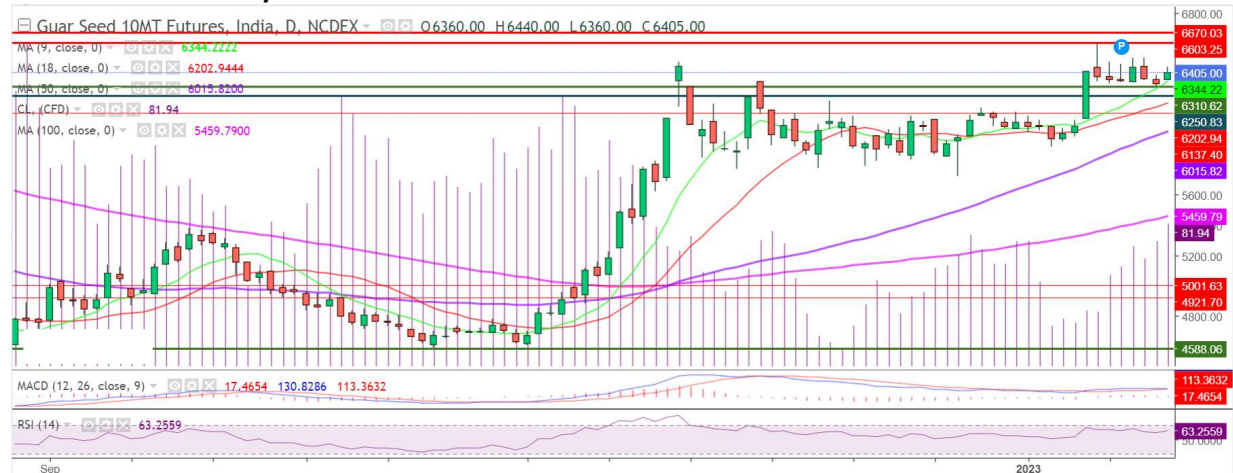 Guar Seed 10MT Futures, India, D, NCDEX O6360.00 H6440.00 L6360.00 C6405.00
MA (9, close, 0) 6344.2222
MA (18, close, 0) 6202.9444
MA (50, close, 0) 6015.8200
CL, (CFD) 81.94
MA (100, close, 0) 5459.7900
P
6800.00
6670.03
6603.25
6405.00
6344.22
6310.62
6250.83
6202.94
6137.40
6015.82
5600.00
5459.79
81.94
5200.00
5001.63
4921.70
4800.00
4588.06
MACD (12, 26, close, 9) 17.4654 130.8286 113.3632
113.3632
17.4654
RSI (14) 63.2559
63.2559
50.0000
Sep 2023